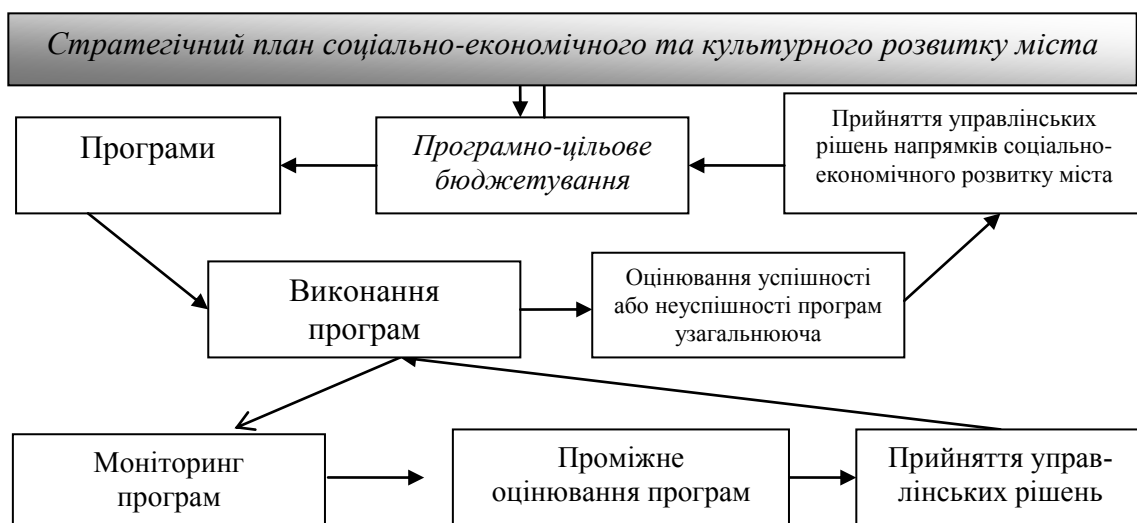 Стратегічний план соціально-економічного та культурного розвитку міста
Програми
Програмно-цільове
бюджетування
Прийняття управлінських
рішень напрямків соціально-
економічного розвитку міста
Виконання
програм
Оцінювання успішності
або неуспішності програм
узагальнююча
Моніторинг
програм
Проміжне
оцінювання програм
Прийняття управ-
лінських рішень